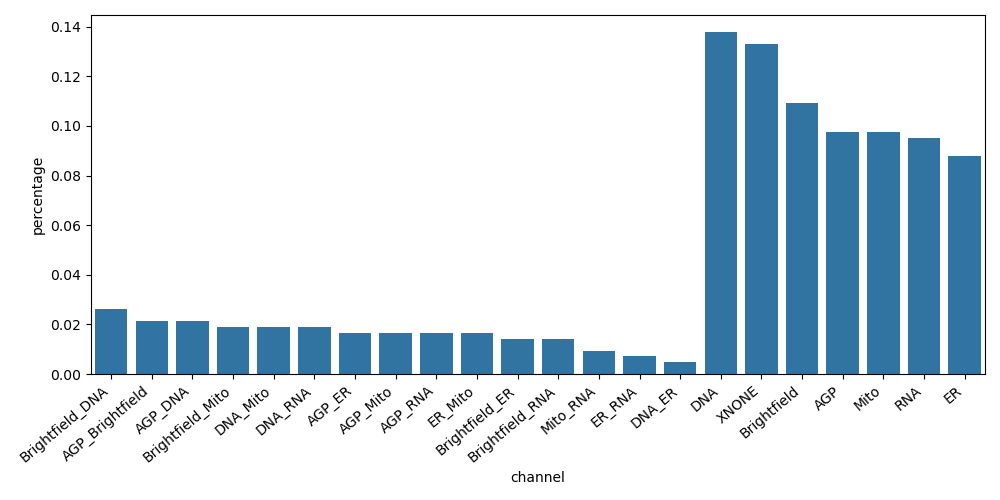 0.14
0.12
0.10
0.08
0.06
0.04
0.02
0.00
percentage
Brightfield_DNA
AGP_Brightfield
AGP_DNA
Brightfield_Mito
DNA_Mito
DNA_RNA
AGP_ER
AGP_Mito
AGP_RNA
ER_Mito
Brightfield_ER
Brightfield_RNA
Mito_RNA
ER_RNA
DNA_ER
DNA
XNONE
Brightfield
AGP
Mito
RNA
ER
channel